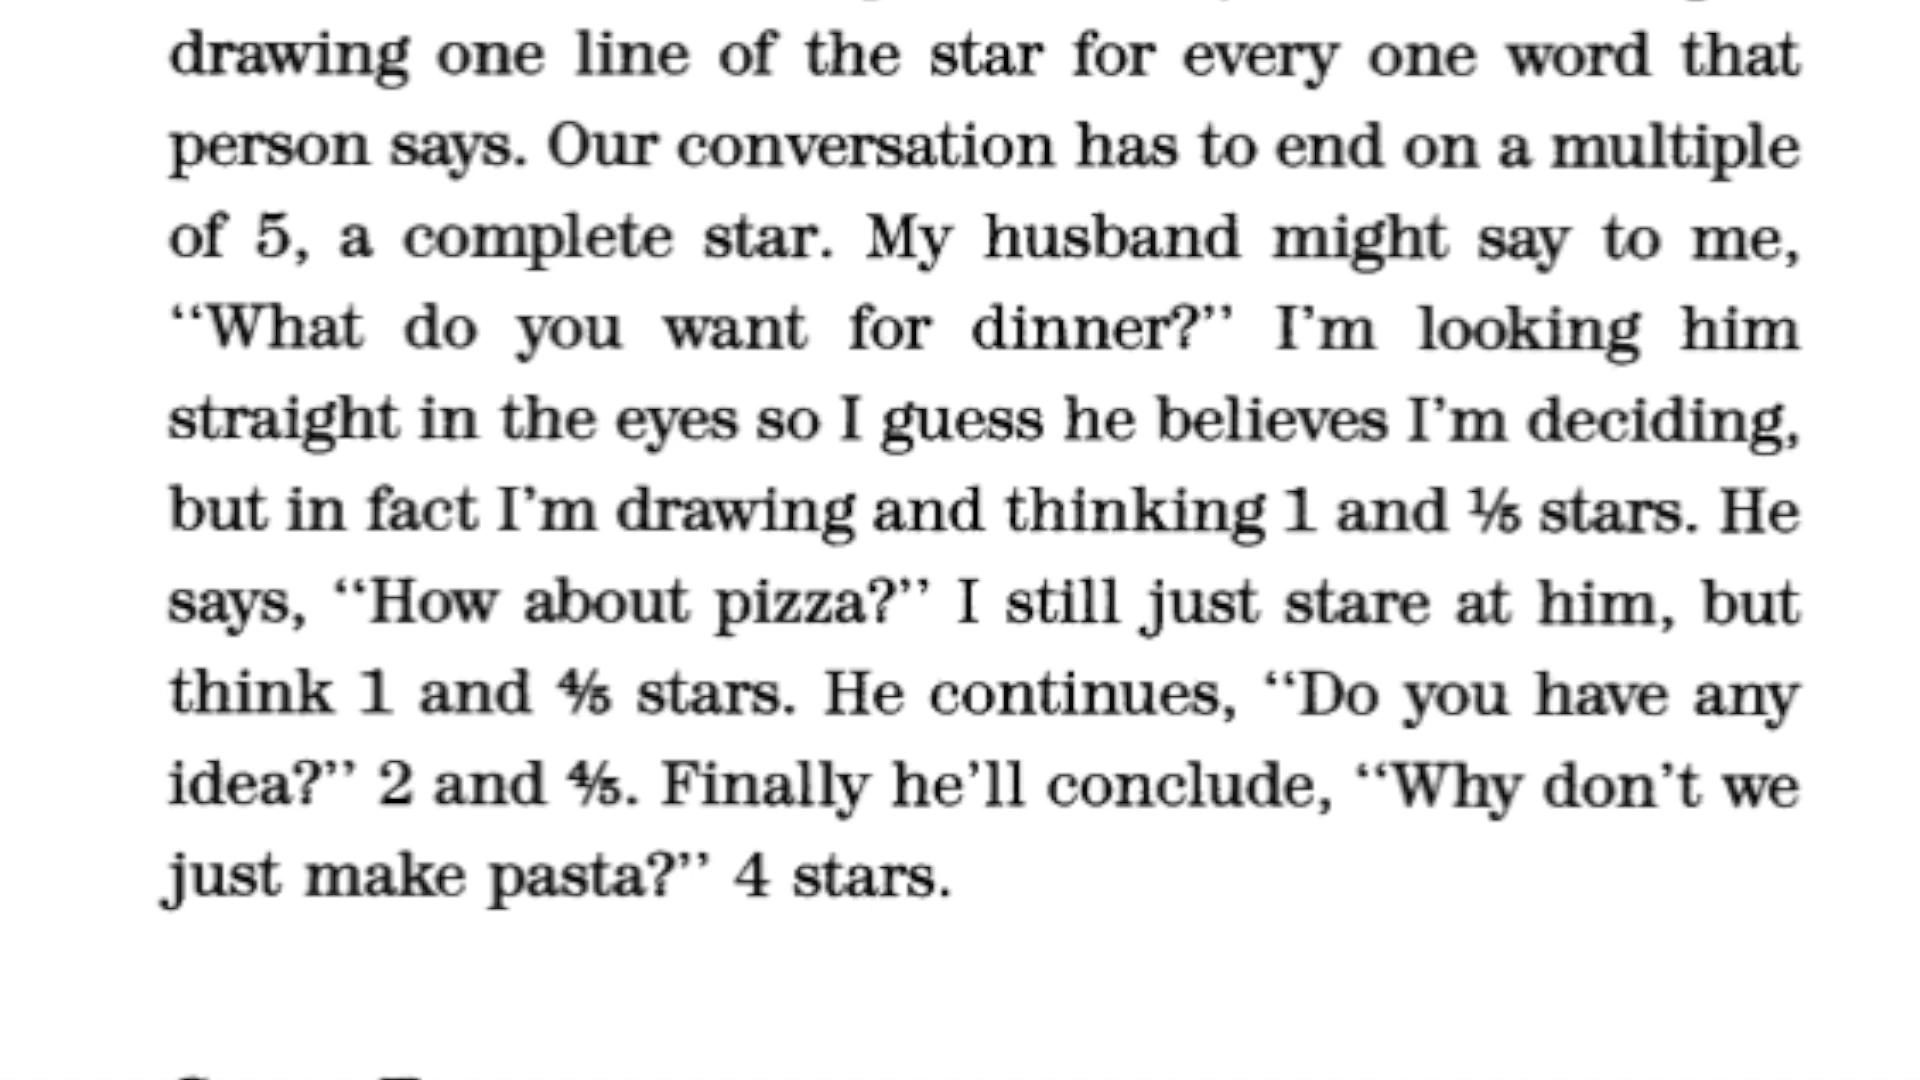 drawing one line of the star for every one word that
person says. Our conversation has to end on a multiple
of 5, a complete star. My husband might say to me,
“What do you want for dinner?” I’m looking him
straight in the eyes so I guess he believes I’m deciding,
but in fact I’m drawing and thinking 1 and ⅕ stars. He
says, “How about pizza?” I still just stare at him, but
think 1 and ⅘ stars. He continues, “Do you have any
idea?” 2 and ⅘. Finally he’ll conclude, “Why don’t we
just make pasta?” 4 stars.